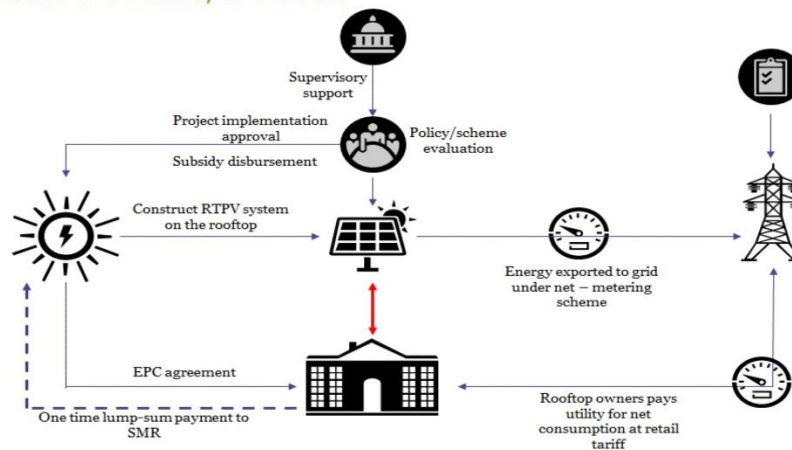 Supervisory
support
Project implementation
approval
Policy/scheme
evaluation
Subsidy disbursement
Construct RTPV system
on the rooftop
Energy exported to grid
under net – metering
scheme
EPC agreement
Rooftop owners pays
utility for net
consumption at retail
tariff
One time lump-sum payment to
SMR